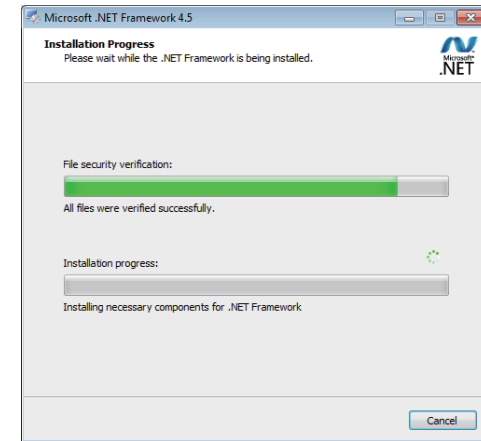 Microsoft .NET Framework 4.5
Installation Progress
Please wait while the .NET Framework is being installed.
Microsoft®
.NET
File security verification:
All files were verified successfully.
Installation progress:
Installing necessary components for .NET Framework
Cancel